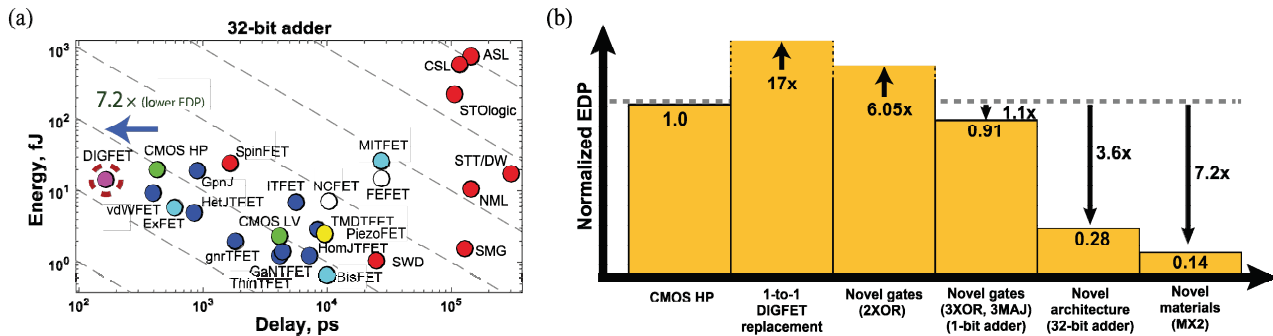 (a)
32-bit adder
Energy, fJ
10³
10²
10¹
10⁰
10²
10³
10⁴
10⁵
Delay, ps
7.2 × (lower EDP)
DIGFET
CMOS HP
SpinFET
GpnJ
vdWFET
ExFET
HetJTFET
ITFET
NCFET
MITFET
FEFET
CSL
ASL
STOlogic
STT/DW
NML
SMG
CMOS LV
TMDTFET
PiezoFET
HomJTFET
gnrTFET
GaNTFET
ThinTFET
BisFET
SWD
(b)
Normalized EDP
1.0
17x
6.05x
1.1x
0.91
3.6x
0.28
7.2x
0.14
CMOS HP
1-to-1
DIGFET
replacement
Novel gates
(2XOR)
Novel gates
(3XOR, 3MAJ)
(1-bit adder)
Novel
architecture
(32-bit adder)
Novel
materials
(MX2)